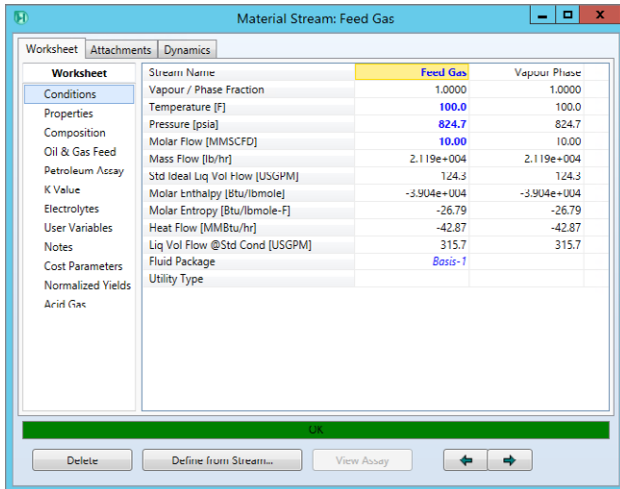 Material Stream: Feed Gas
Worksheet Attachments Dynamics
Worksheet
Conditions
Properties
Composition
Oil & Gas Feed
Petroleum Assay
K Value
Electrolytes
User Variables
Notes
Cost Parameters
Normalized Yields
Acid Gas
Stream Name Feed Gas Vapour Phase
Vapour / Phase Fraction 1.0000 1.0000
Temperature [F] 100.0 100.0
Pressure [psia] 824.7 824.7
Molar Flow [MMSCFD] 10.00 10.00
Mass Flow [lb/hr] 2.119e+004 2.119e+004
Std Ideal Liq Vol Flow [USGPM] 124.3 124.3
Molar Enthalpy [Btu/lbmole] -3.904e+004 -3.904e+004
Molar Entropy [Btu/lbmole-F] -26.79 -26.79
Heat Flow [MMBtu/hr] -42.87 -42.87
Liq Vol Flow @Std Cond [USGPM] 315.7 315.7
Fluid Package Basis-1
Utility Type
OK
Delete Define from Stream... View Assay